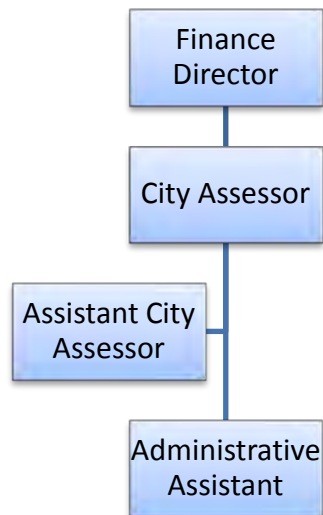 Finance
Director
City Assessor
Assistant City
Assessor
Administrative
Assistant